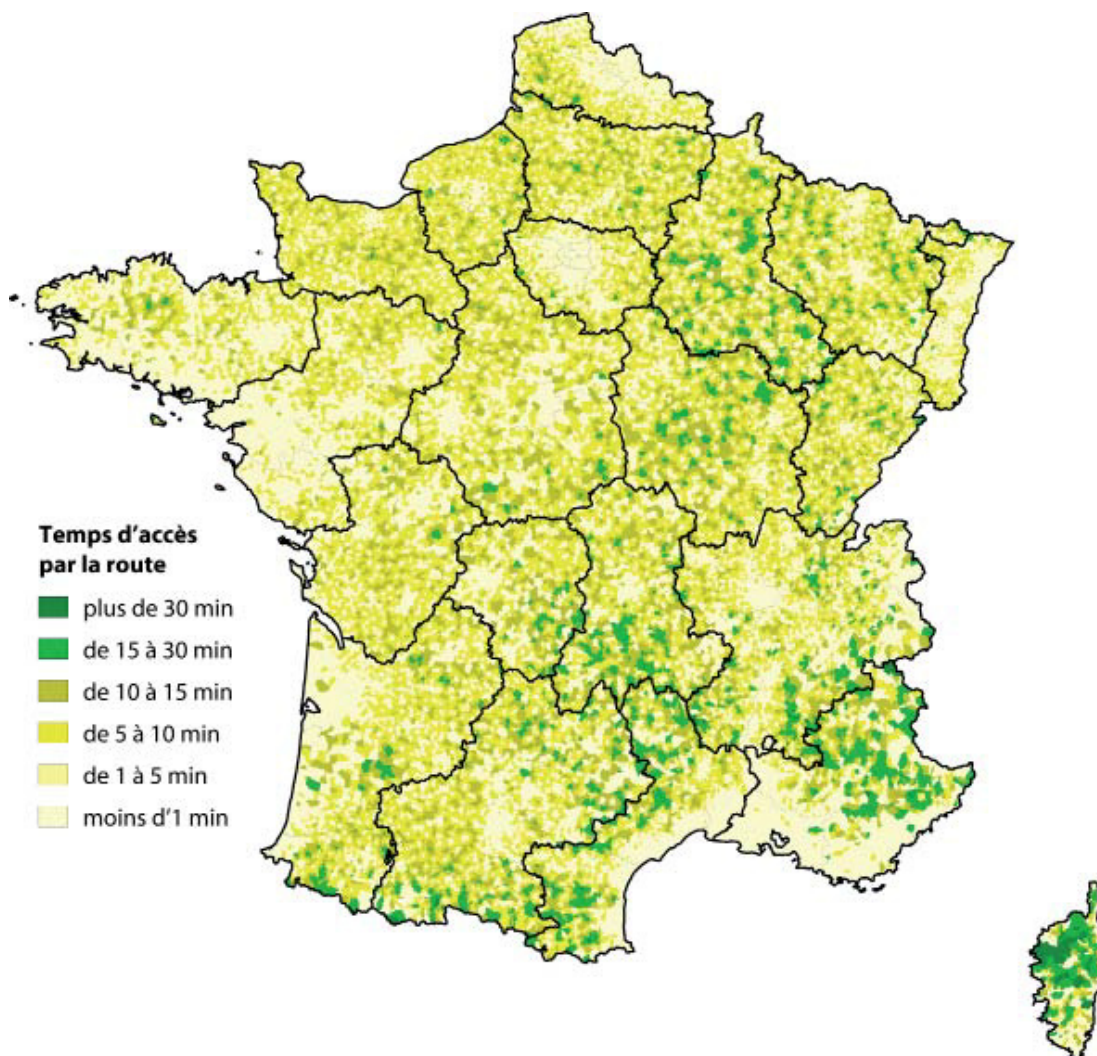 Temps d'accès
par la route
plus de 30 min
de 15 à 30 min
de 10 à 15 min
de 5 à 10 min
de 1 à 5 min
moins d'1 min